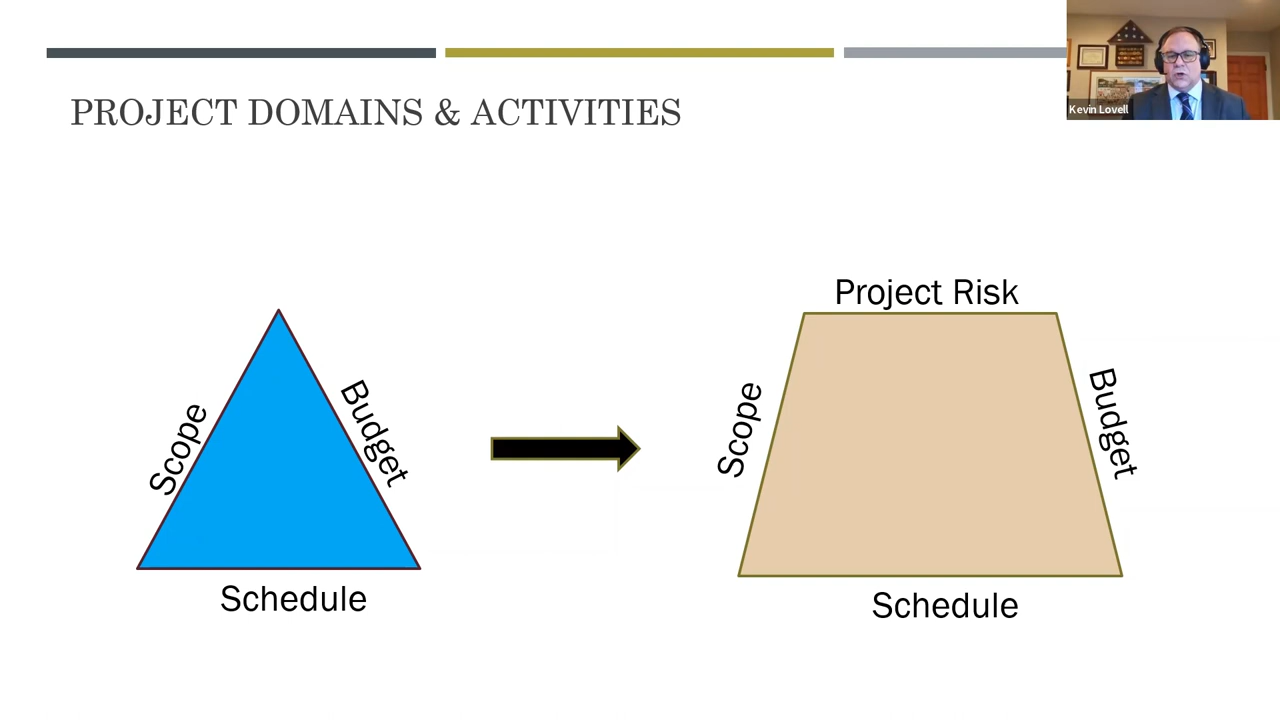 PROJECT DOMAINS & ACTIVITIES
Kevin Lovell
Scope
Budget
Schedule
Project Risk
Scope
Budget
Schedule